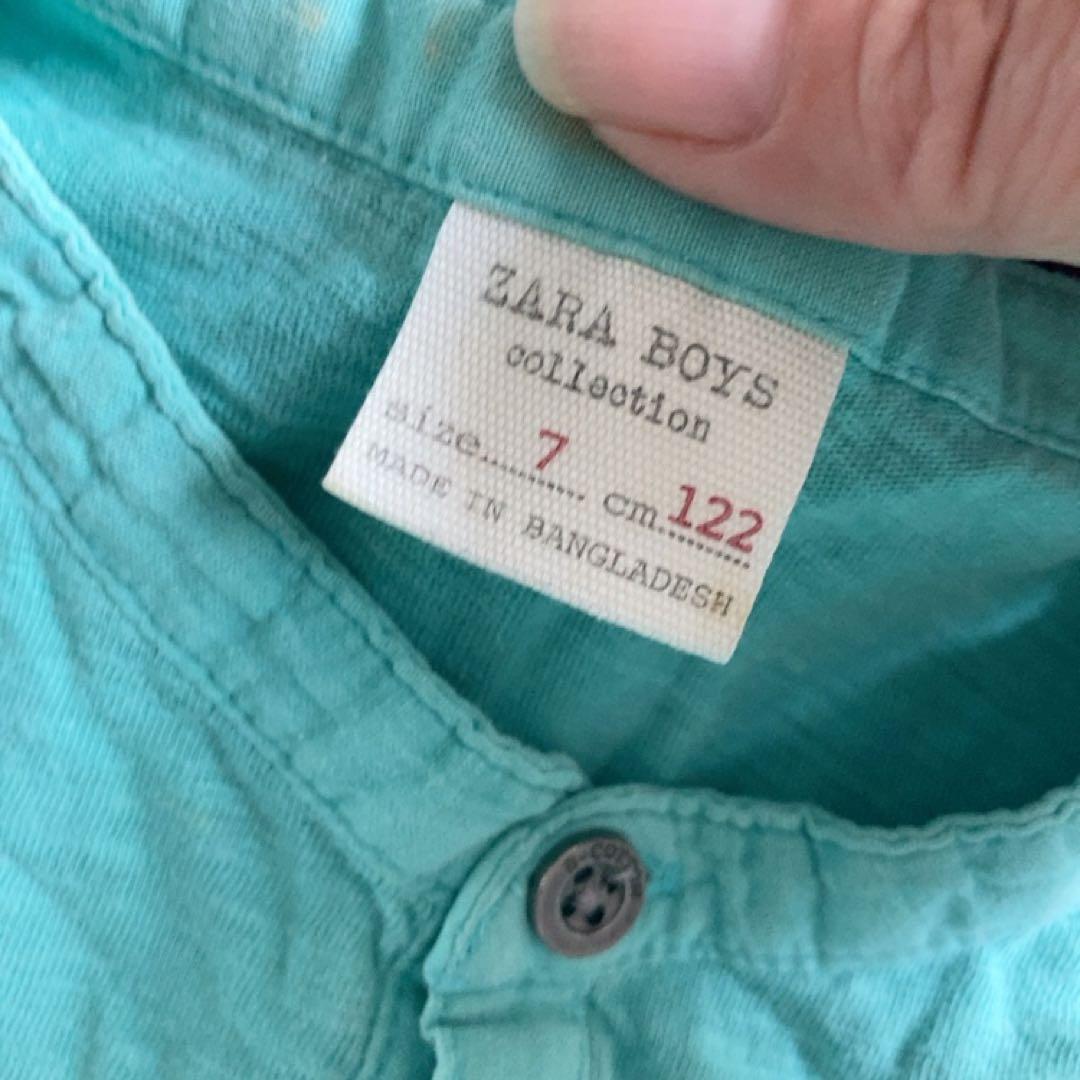 ZARA BOYS
collection
size...... 7 ...... cm. 122
MADE IN BANGLADESH